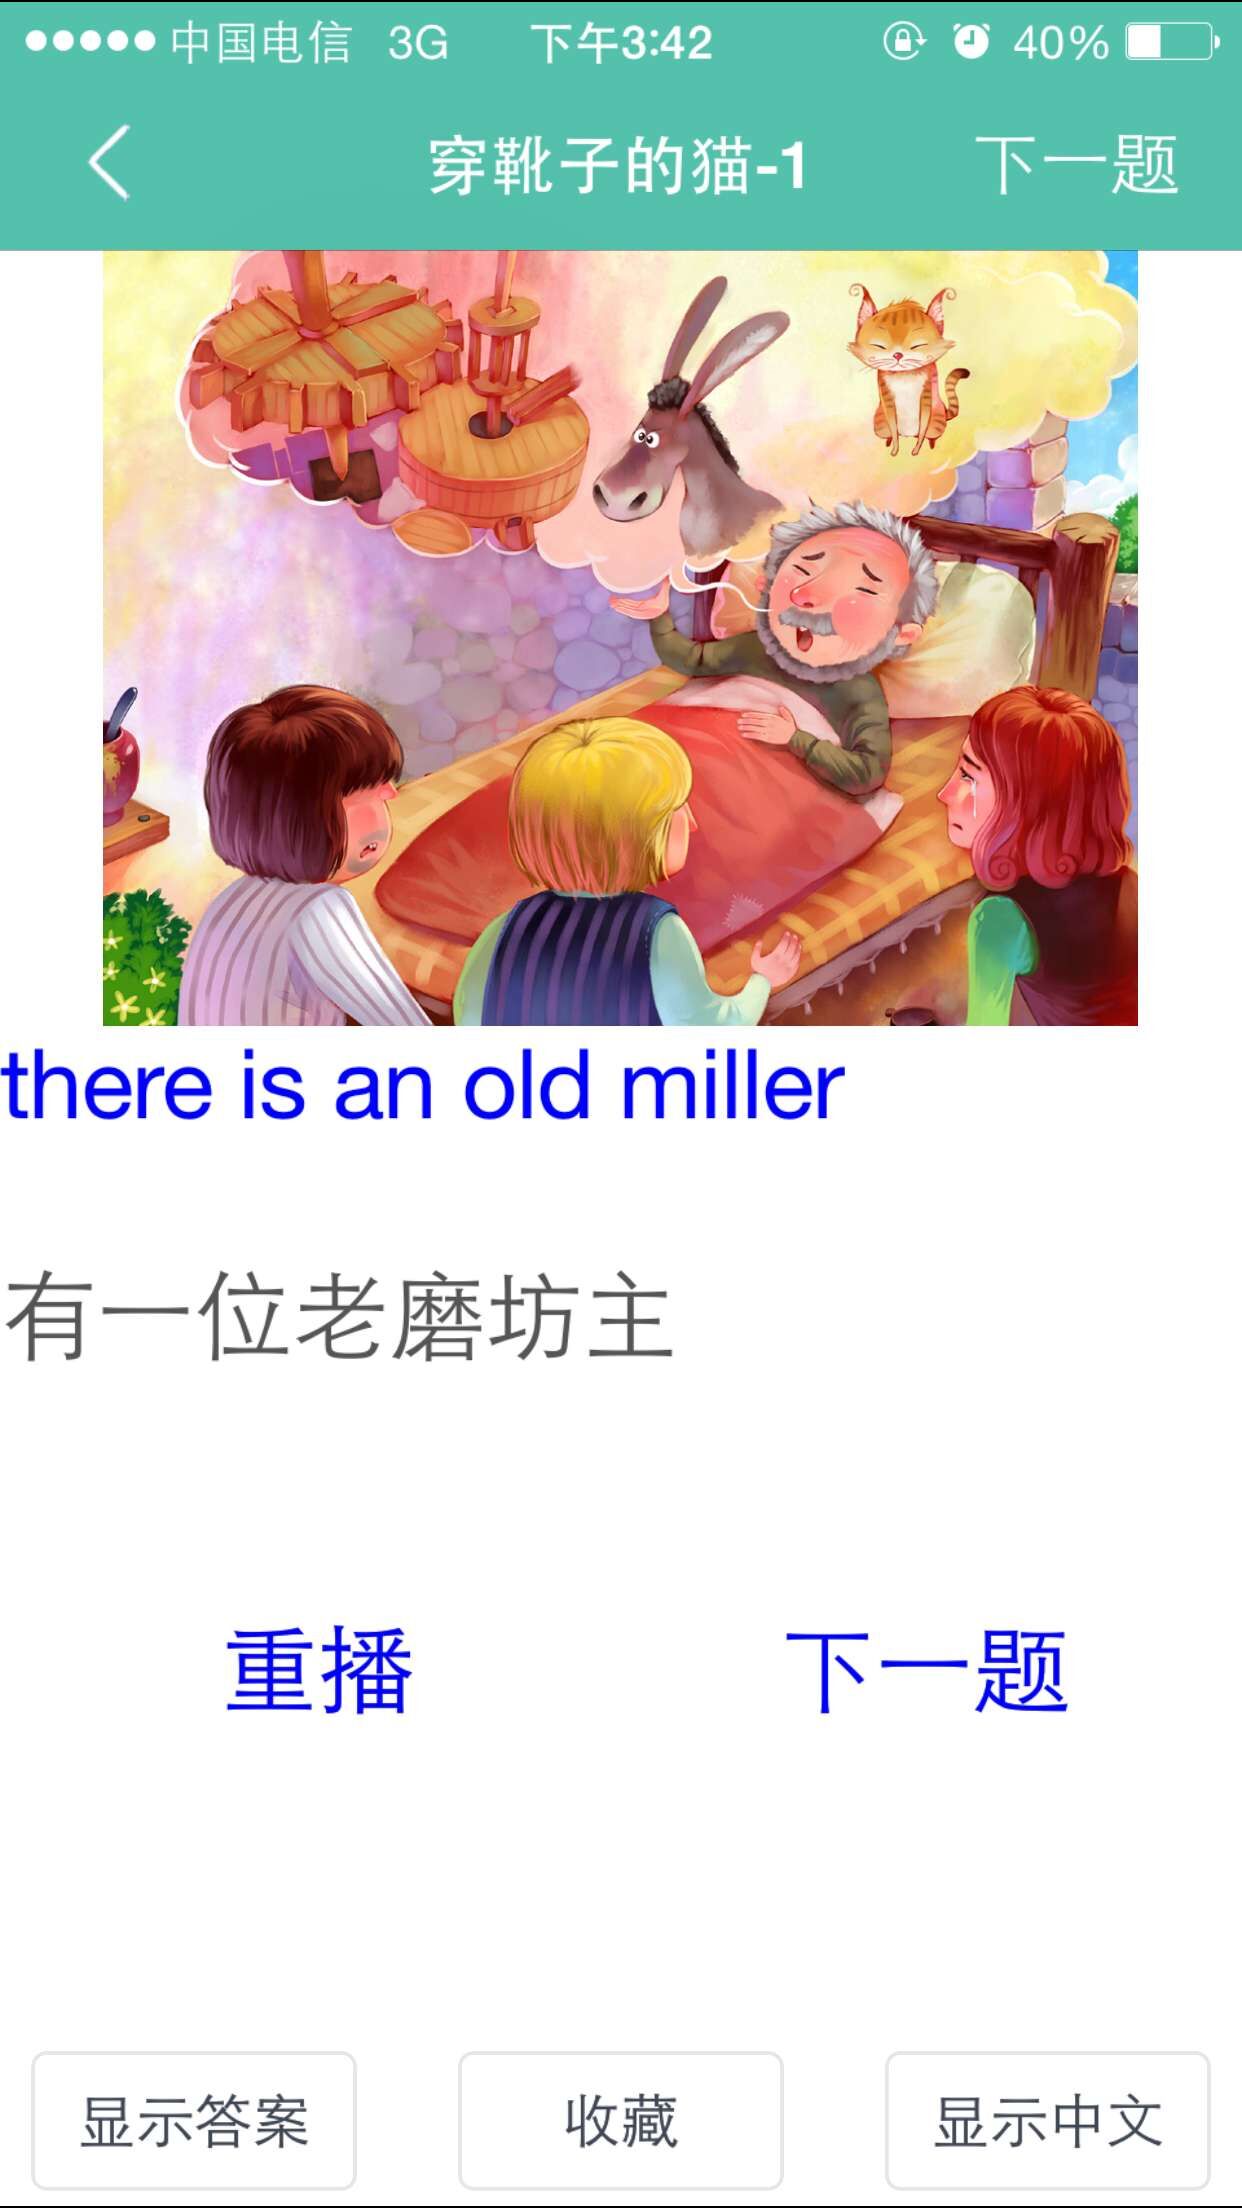 中国电信 3G 下午3:42 40%
穿靴子的猫-1 下一题
there is an old miller
有一位老磨坊主
重播 下一题
显示答案 收藏 显示中文